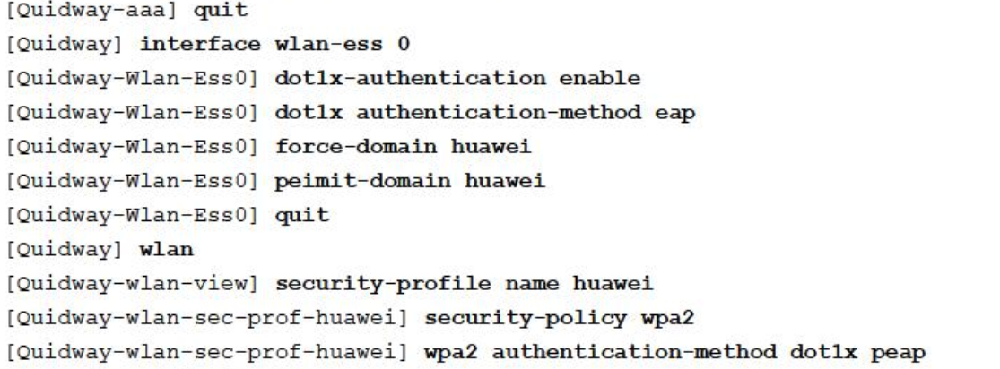 [Quidway-aaa] quit
[Quidway] interface wlan-ess 0
[Quidway-Wlan-Ess0] dot1x-authentication enable
[Quidway-Wlan-Ess0] dot1x authentication-method eap
[Quidway-Wlan-Ess0] force-domain huawei
[Quidway-Wlan-Ess0] peimit-domain huawei
[Quidway-Wlan-Ess0] quit
[Quidway] wlan
[Quidway-wlan-view] security-profile name huawei
[Quidway-wlan-sec-prof-huawei] security-policy wpa2
[Quidway-wlan-sec-prof-huawei] wpa2 authentication-method dot1x peap